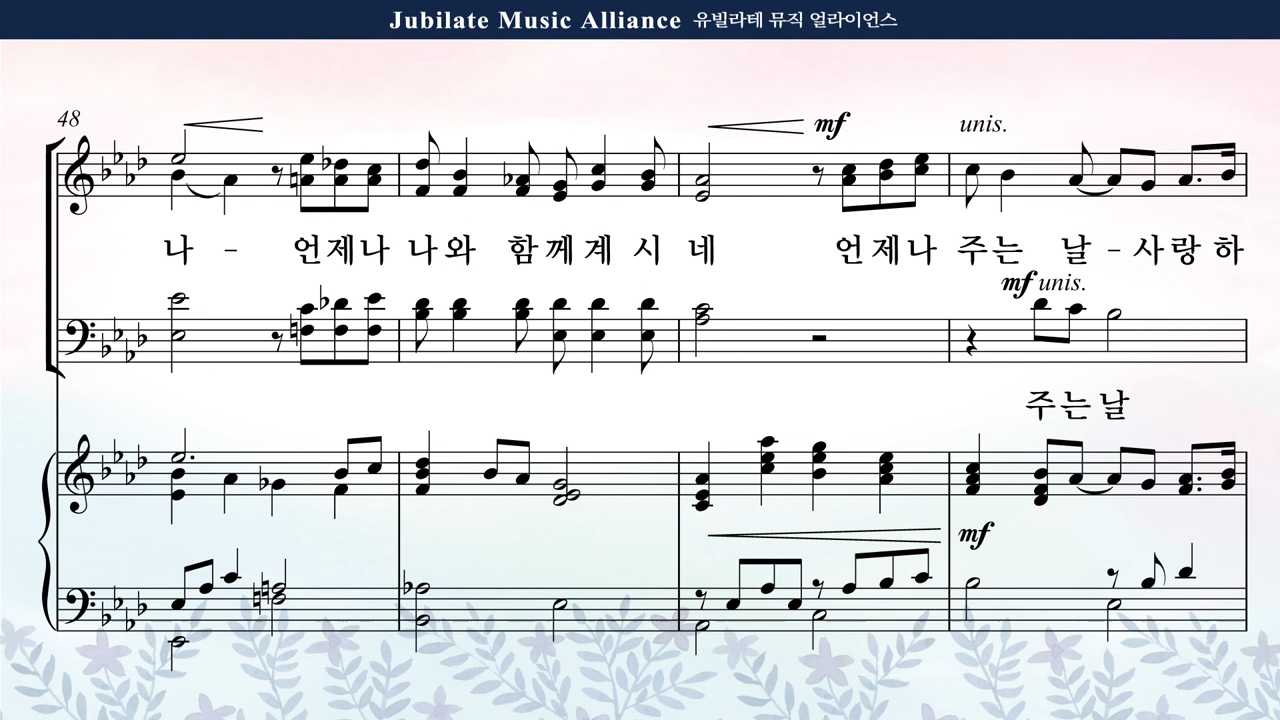 Jubilate Music Alliance 유빌라테 뮤직 얼라이언스
48
mf
unis.
나 - 언제나 나와 함께 계 시 네 언제나 주는 날 - 사랑 하
mf unis.
주는 날
mf